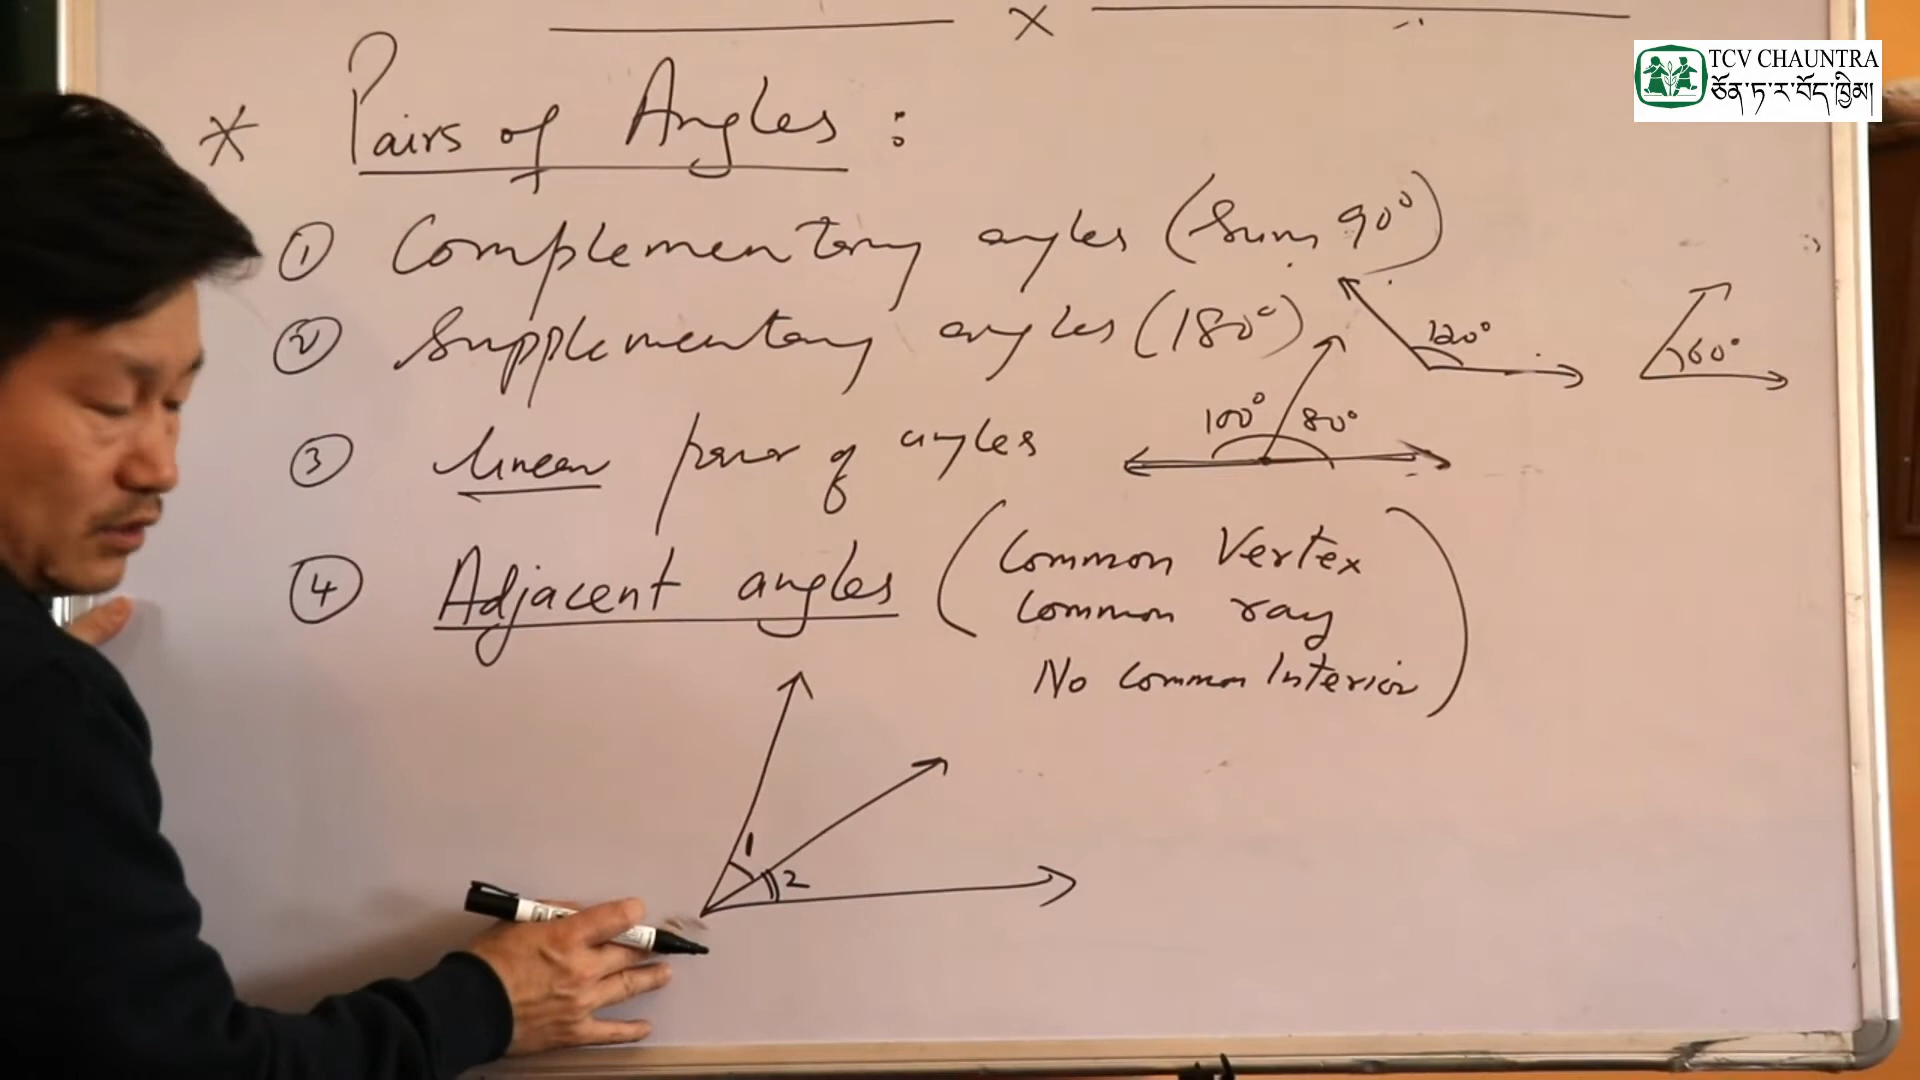 TCV CHAUNTRA
ཅོན་ཏ་ར་བོད་ཁྱིམ།
* Pairs of Angles :
① Complementary angles (Sum 90°)
② Supplementary angles (180°)
120°
60°
③ linear pair of angles
100° 80°
④ Adjacent angles ( Common Vertex
Common ray
No common Interior )
1
2